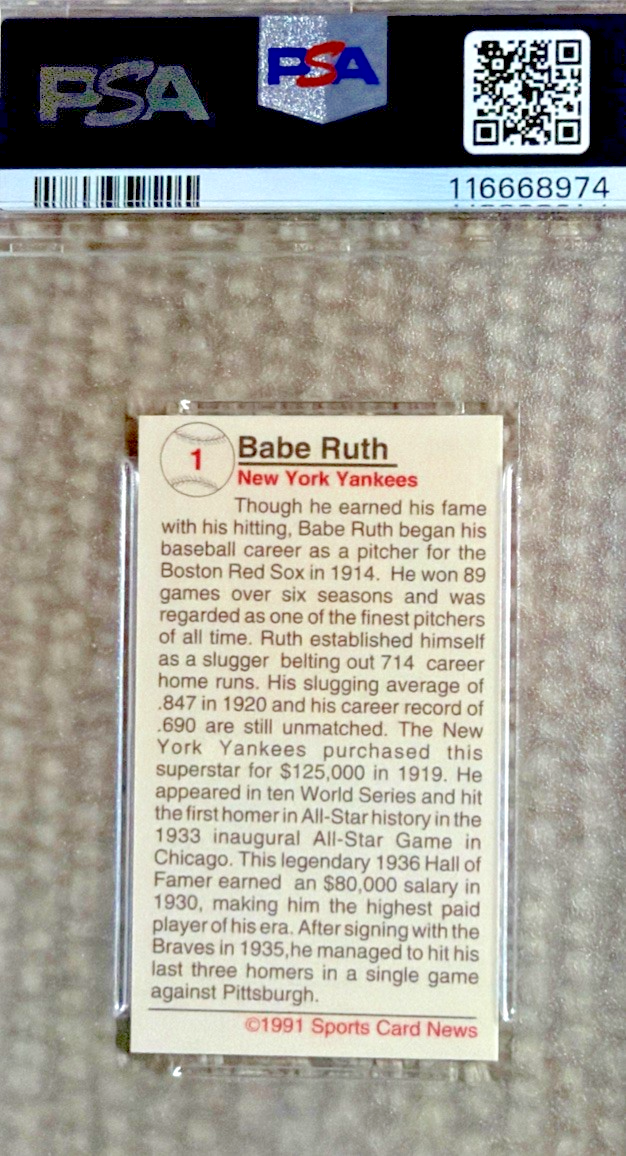 PSA
PSA
116668974
1
Babe Ruth
New York Yankees
Though he earned his fame
with his hitting, Babe Ruth began his
baseball career as a pitcher for the
Boston Red Sox in 1914. He won 89
games over six seasons and was
regarded as one of the finest pitchers
of all time. Ruth established himself
as a slugger belting out 714 career
home runs. His slugging average of
.847 in 1920 and his career record of
.690 are still unmatched. The New
York Yankees purchased this
superstar for $125,000 in 1919. He
appeared in ten World Series and hit
the first homer in All-Star history in the
1933 inaugural All-Star Game in
Chicago. This legendary 1936 Hall of
Famer earned an $80,000 salary in
1930, making him the highest paid
player of his era. After signing with the
Braves in 1935,he managed to hit his
last three homers in a single game
against Pittsburgh.
©1991 Sports Card News